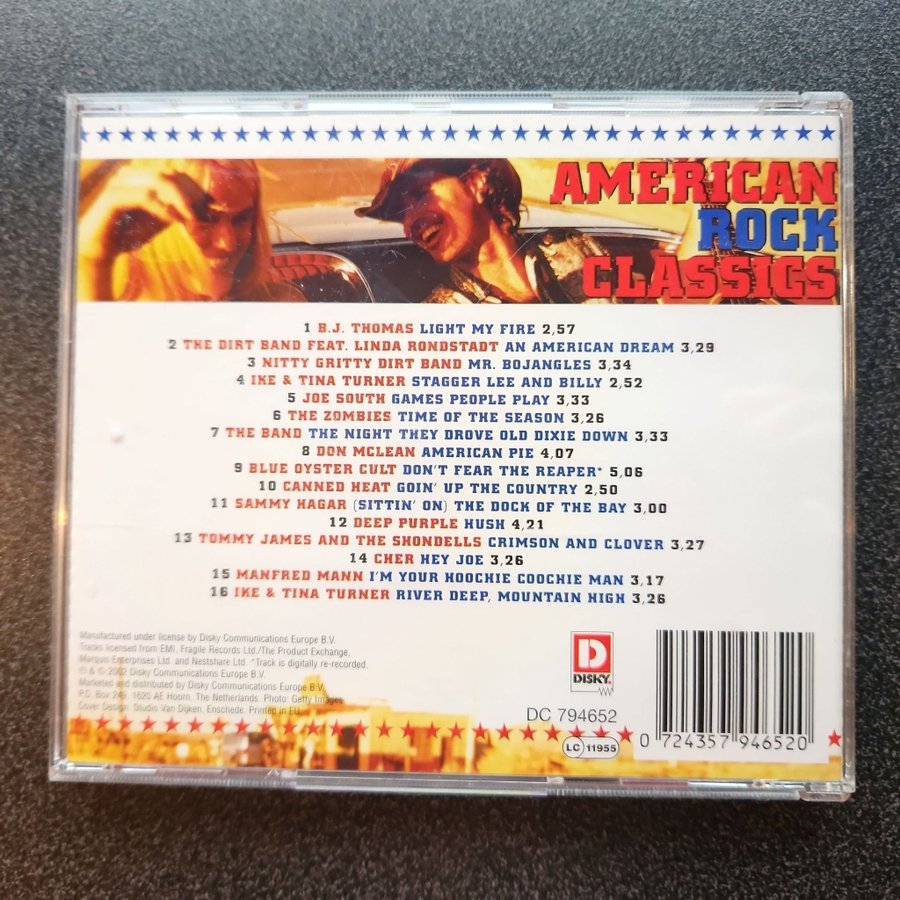 AMERICAN
ROCK
CLASSICS
1 B.J. THOMAS LIGHT MY FIRE 2,57
2 THE DIRT BAND FEAT. LINDA RONDSTADT AN AMERICAN DREAM 3,29
3 NITTY GRITTY DIRT BAND MR. BOJANGLES 3,34
4 IKE & TINA TURNER STAGGER LEE AND BILLY 2,52
5 JOE SOUTH GAMES PEOPLE PLAY 3,33
6 THE ZOMBIES TIME OF THE SEASON 3,26
7 THE BAND THE NIGHT THEY DROVE OLD DIXIE DOWN 3,33
8 DON MCLEAN AMERICAN PIE 4,07
9 BLUE OYSTER CULT DON'T FEAR THE REAPER* 5,06
10 CANNED HEAT GOIN' UP THE COUNTRY 2,50
11 SAMMY HAGAR (SITTIN' ON) THE DOCK OF THE BAY 3,00
12 DEEP PURPLE HUSH 4,21
13 TOMMY JAMES AND THE SHONDELLS CRIMSON AND CLOVER 3,27
14 CHER HEY JOE 3,26
15 MANFRED MANN I'M YOUR HOOCHIE COOCHIE MAN 3,17
16 IKE & TINA TURNER RIVER DEEP, MOUNTAIN HIGH 3,26
Manufactured under license by Disky Communications Europe B.V.
Tracks licensed from EMI, Fragile Records Ltd./The Product Exchange,
Marquis Enterprises Ltd. and Nestshare Ltd. *Track is digitally re-recorded.
℗ & © 2002 Disky Communications Europe B.V.
Marketed and distributed by Disky Communications Europe B.V.
P.O. Box 249, 1620 AE Hoorn, The Netherlands. Photo: Getty Images
Cover Design: Studio Van Dijken, Enschede. Printed in EU.
D
DISKY
DC 794652
LC 11955
0 724357 946520